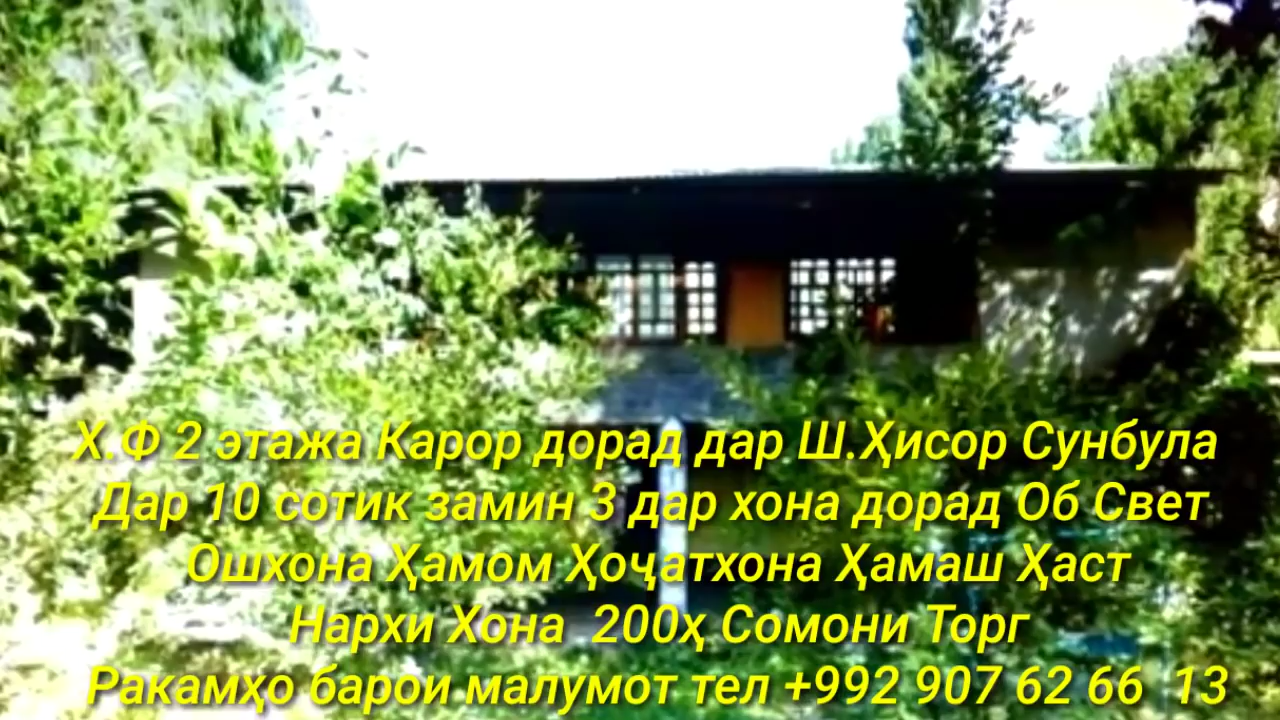 Х.Ф 2 этажа Карор дорад дар Ш.Ҳисор Сунбула
Дар 10 сотик замин 3 дар хона дорад Об Свет
Ошхона Ҳамом Ҳоҷатхона Ҳамаш Ҳаст
Нархи Хона 200ҳ Сомони Торг
Ракамҳо барои малумот тел +992 907 62 66 13